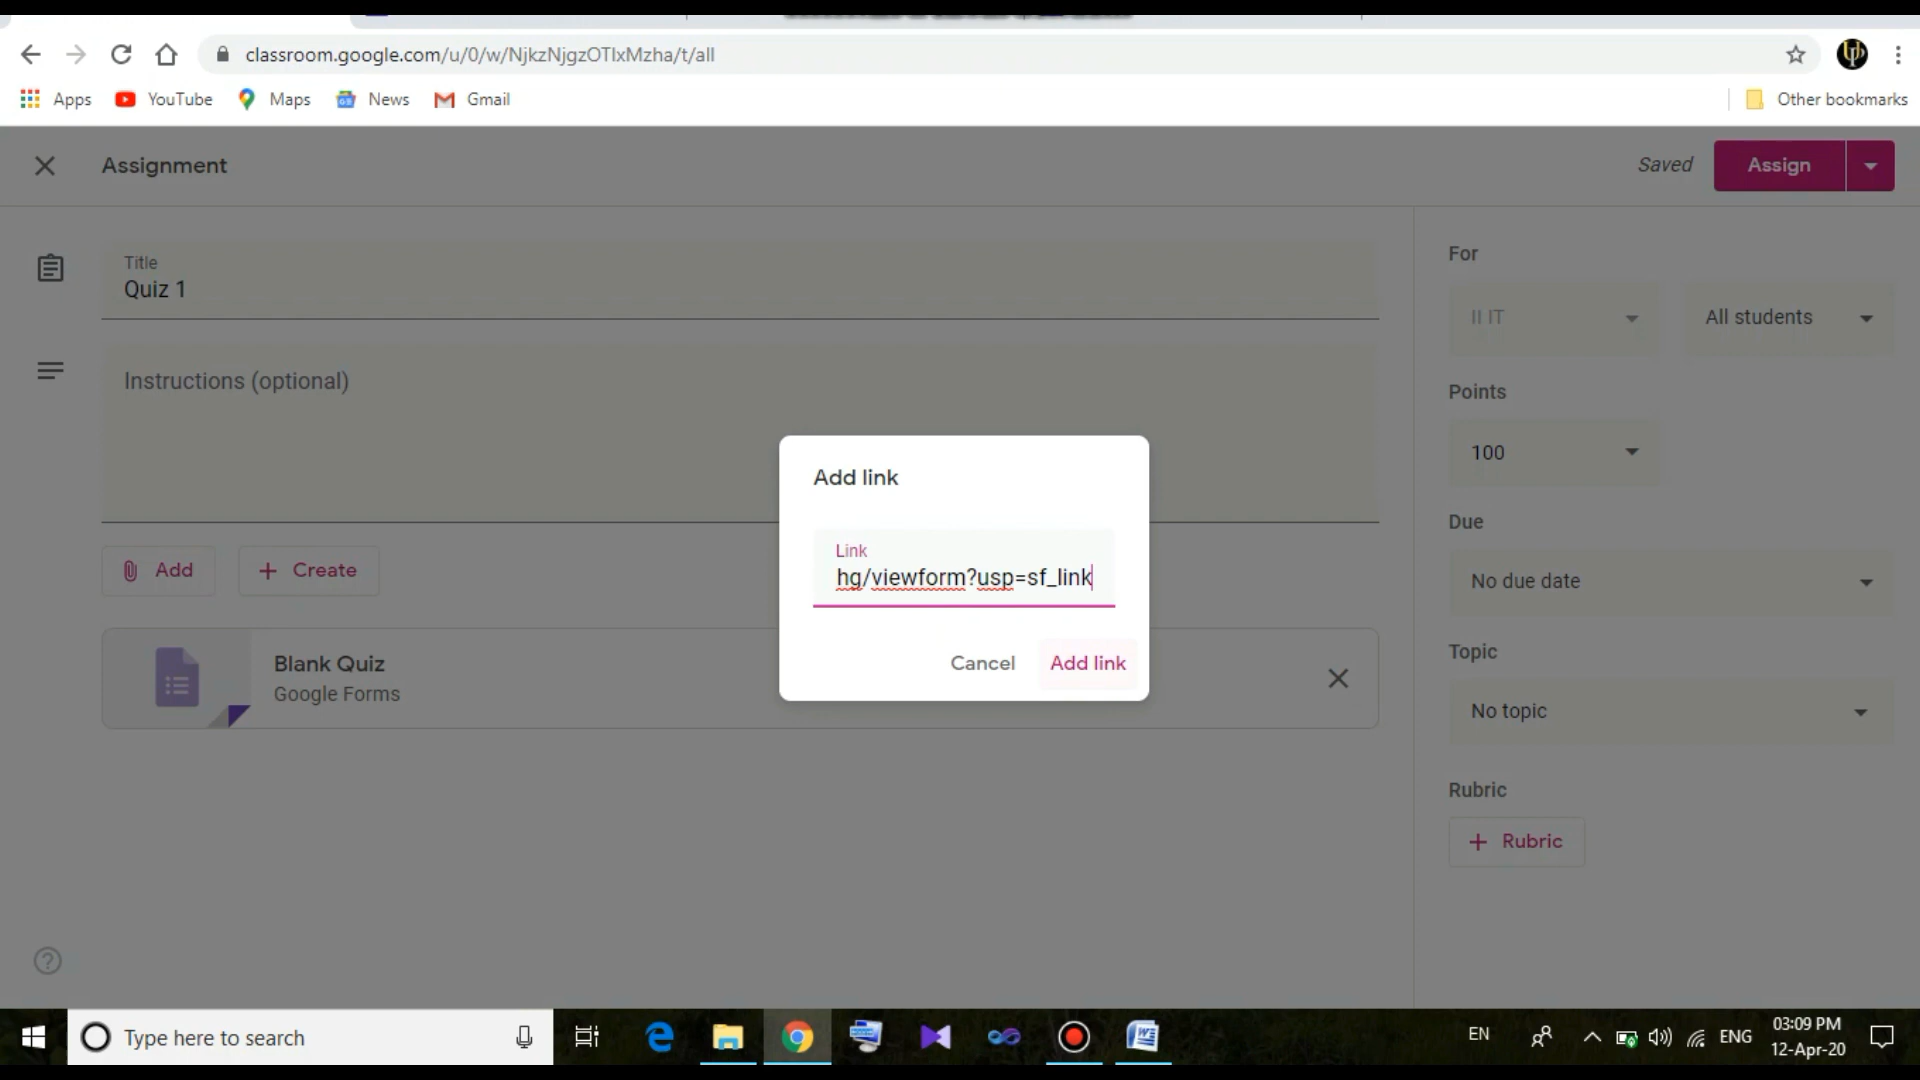 classroom.google.com/u/0/w/NjkzNjgzOTIxMzha/t/all
Apps YouTube Maps News Gmail Other bookmarks
Assignment
Saved
Assign
Title
Quiz 1
Instructions (optional)
Add
Create
Blank Quiz
Google Forms
Add link
Link
hg/viewform?usp=sf_link
Cancel Add link
For
II IT
All students
Points
100
Due
No due date
Topic
No topic
Rubric
Rubric
Type here to search
EN
ENG
03:09 PM
12-Apr-20